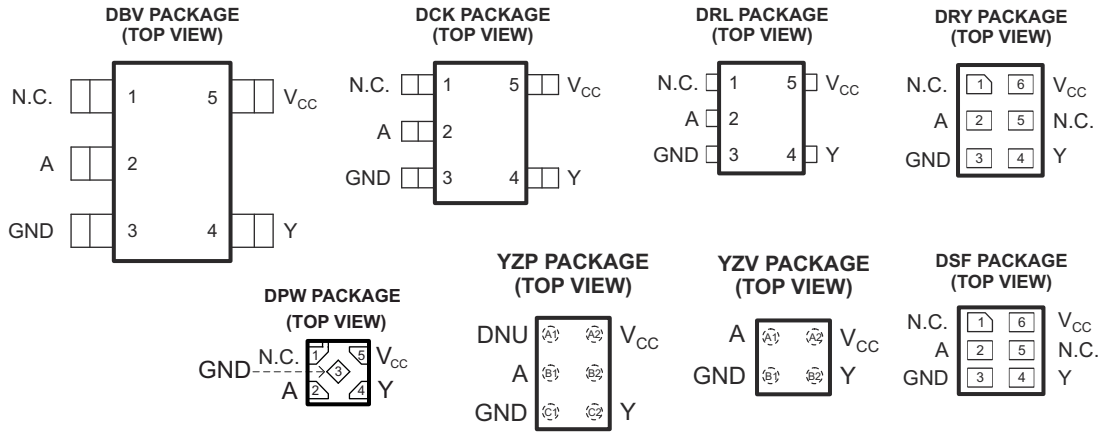 DBV PACKAGE
(TOP VIEW)
N.C. 1 5 VCC
A 2
GND 3 4 Y
DCK PACKAGE
(TOP VIEW)
N.C. 1 5 VCC
A 2
GND 3 4 Y
DRL PACKAGE
(TOP VIEW)
N.C. 1 5 VCC
A 2
GND 3 4 Y
DRY PACKAGE
(TOP VIEW)
N.C. 1 6 VCC
A 2 5 N.C.
GND 3 4 Y
DPW PACKAGE
(TOP VIEW)
N.C. 1 5 VCC
GND 3
A 2 4 Y
YZP PACKAGE
(TOP VIEW)
DNU A1 A2 VCC
A B1 B2
GND C1 C2 Y
YZV PACKAGE
(TOP VIEW)
A A1 A2 VCC
GND B1 B2 Y
DSF PACKAGE
(TOP VIEW)
N.C. 1 6 VCC
A 2 5 N.C.
GND 3 4 Y